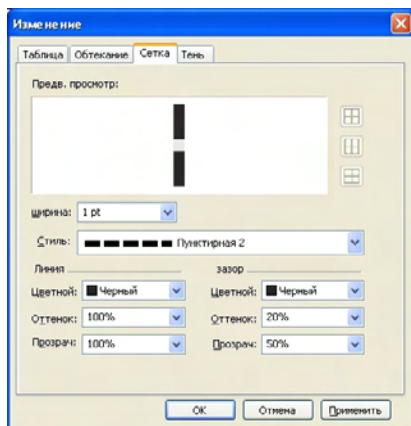 Изменение
Таблица Обтекание Сетка Тень
Предв. просмотр:
ширина: 1 pt
Стиль: Пунктирная 2
Линия зазор
Цветной: Черный Цветной: Черный
Оттенок: 100% Оттенок: 20%
Прозрач: 100% Прозрач: 50%
ОК Отмена Применить